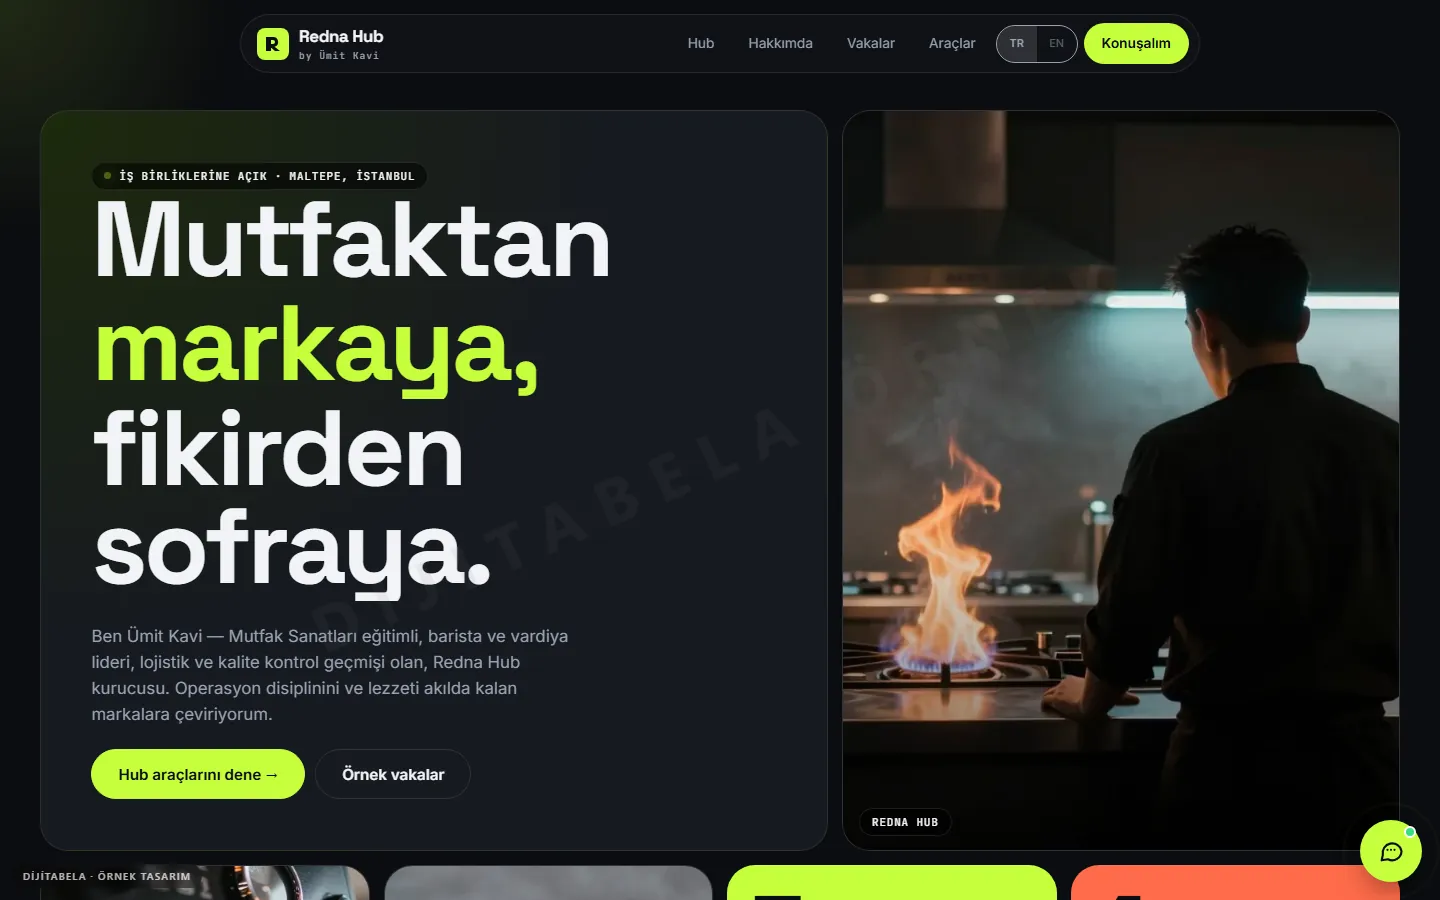 R
Redna Hub
by Ümit Kavi
Hub
Hakkımda
Vakalar
Araçlar
TR
EN
Konuşalım
İŞ BİRLİKLERİNE AÇIK · MALTEPE, İSTANBUL
Mutfaktan
markaya,
fikirden
sofraya.
Ben Ümit Kavi — Mutfak Sanatları eğitimli, barista ve vardiya
lideri, lojistik ve kalite kontrol geçmişi olan, Redna Hub
kurucusu. Operasyon disiplinini ve lezzeti akılda kalan
markalara çeviriyorum.
Hub araçlarını dene →
Örnek vakalar
REDNA HUB
DİJİTABELA
DİJİTABELA · ÖRNEK TASARIM